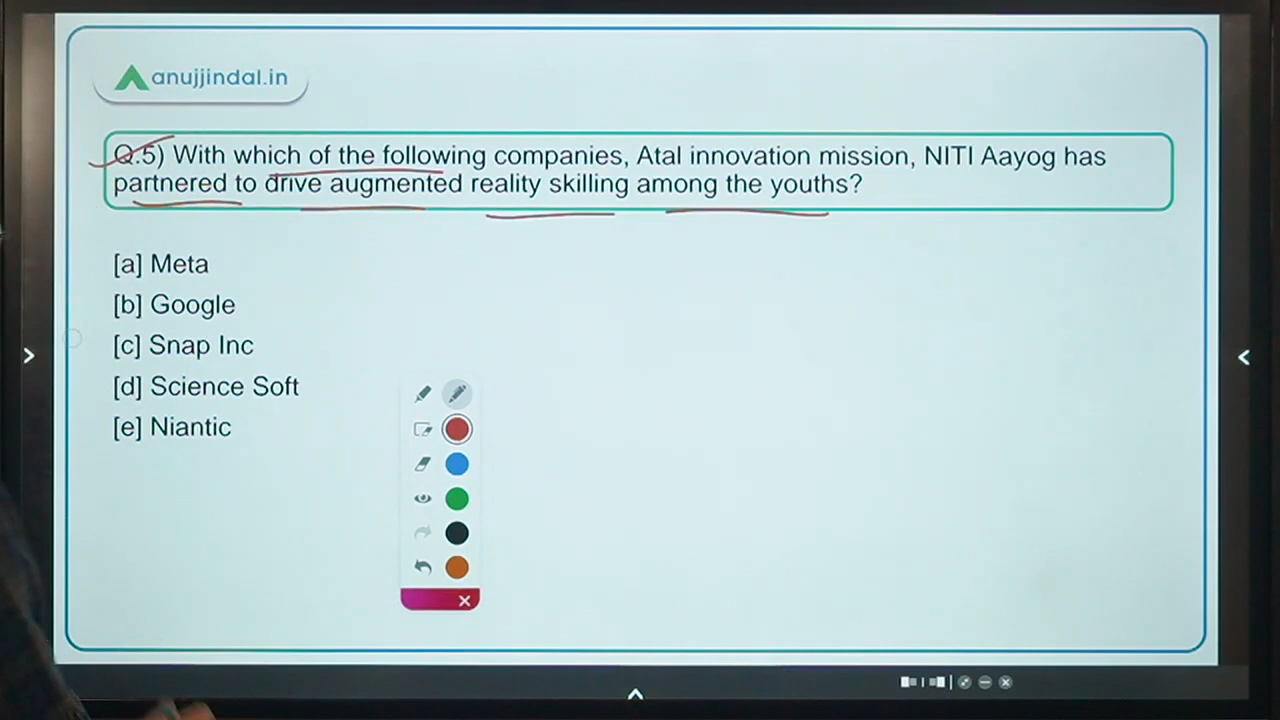 anujjindal.in
Q.5) With which of the following companies, Atal innovation mission, NITI Aayog has
partnered to drive augmented reality skilling among the youths?
[a] Meta
[b] Google
[c] Snap Inc
[d] Science Soft
[e] Niantic